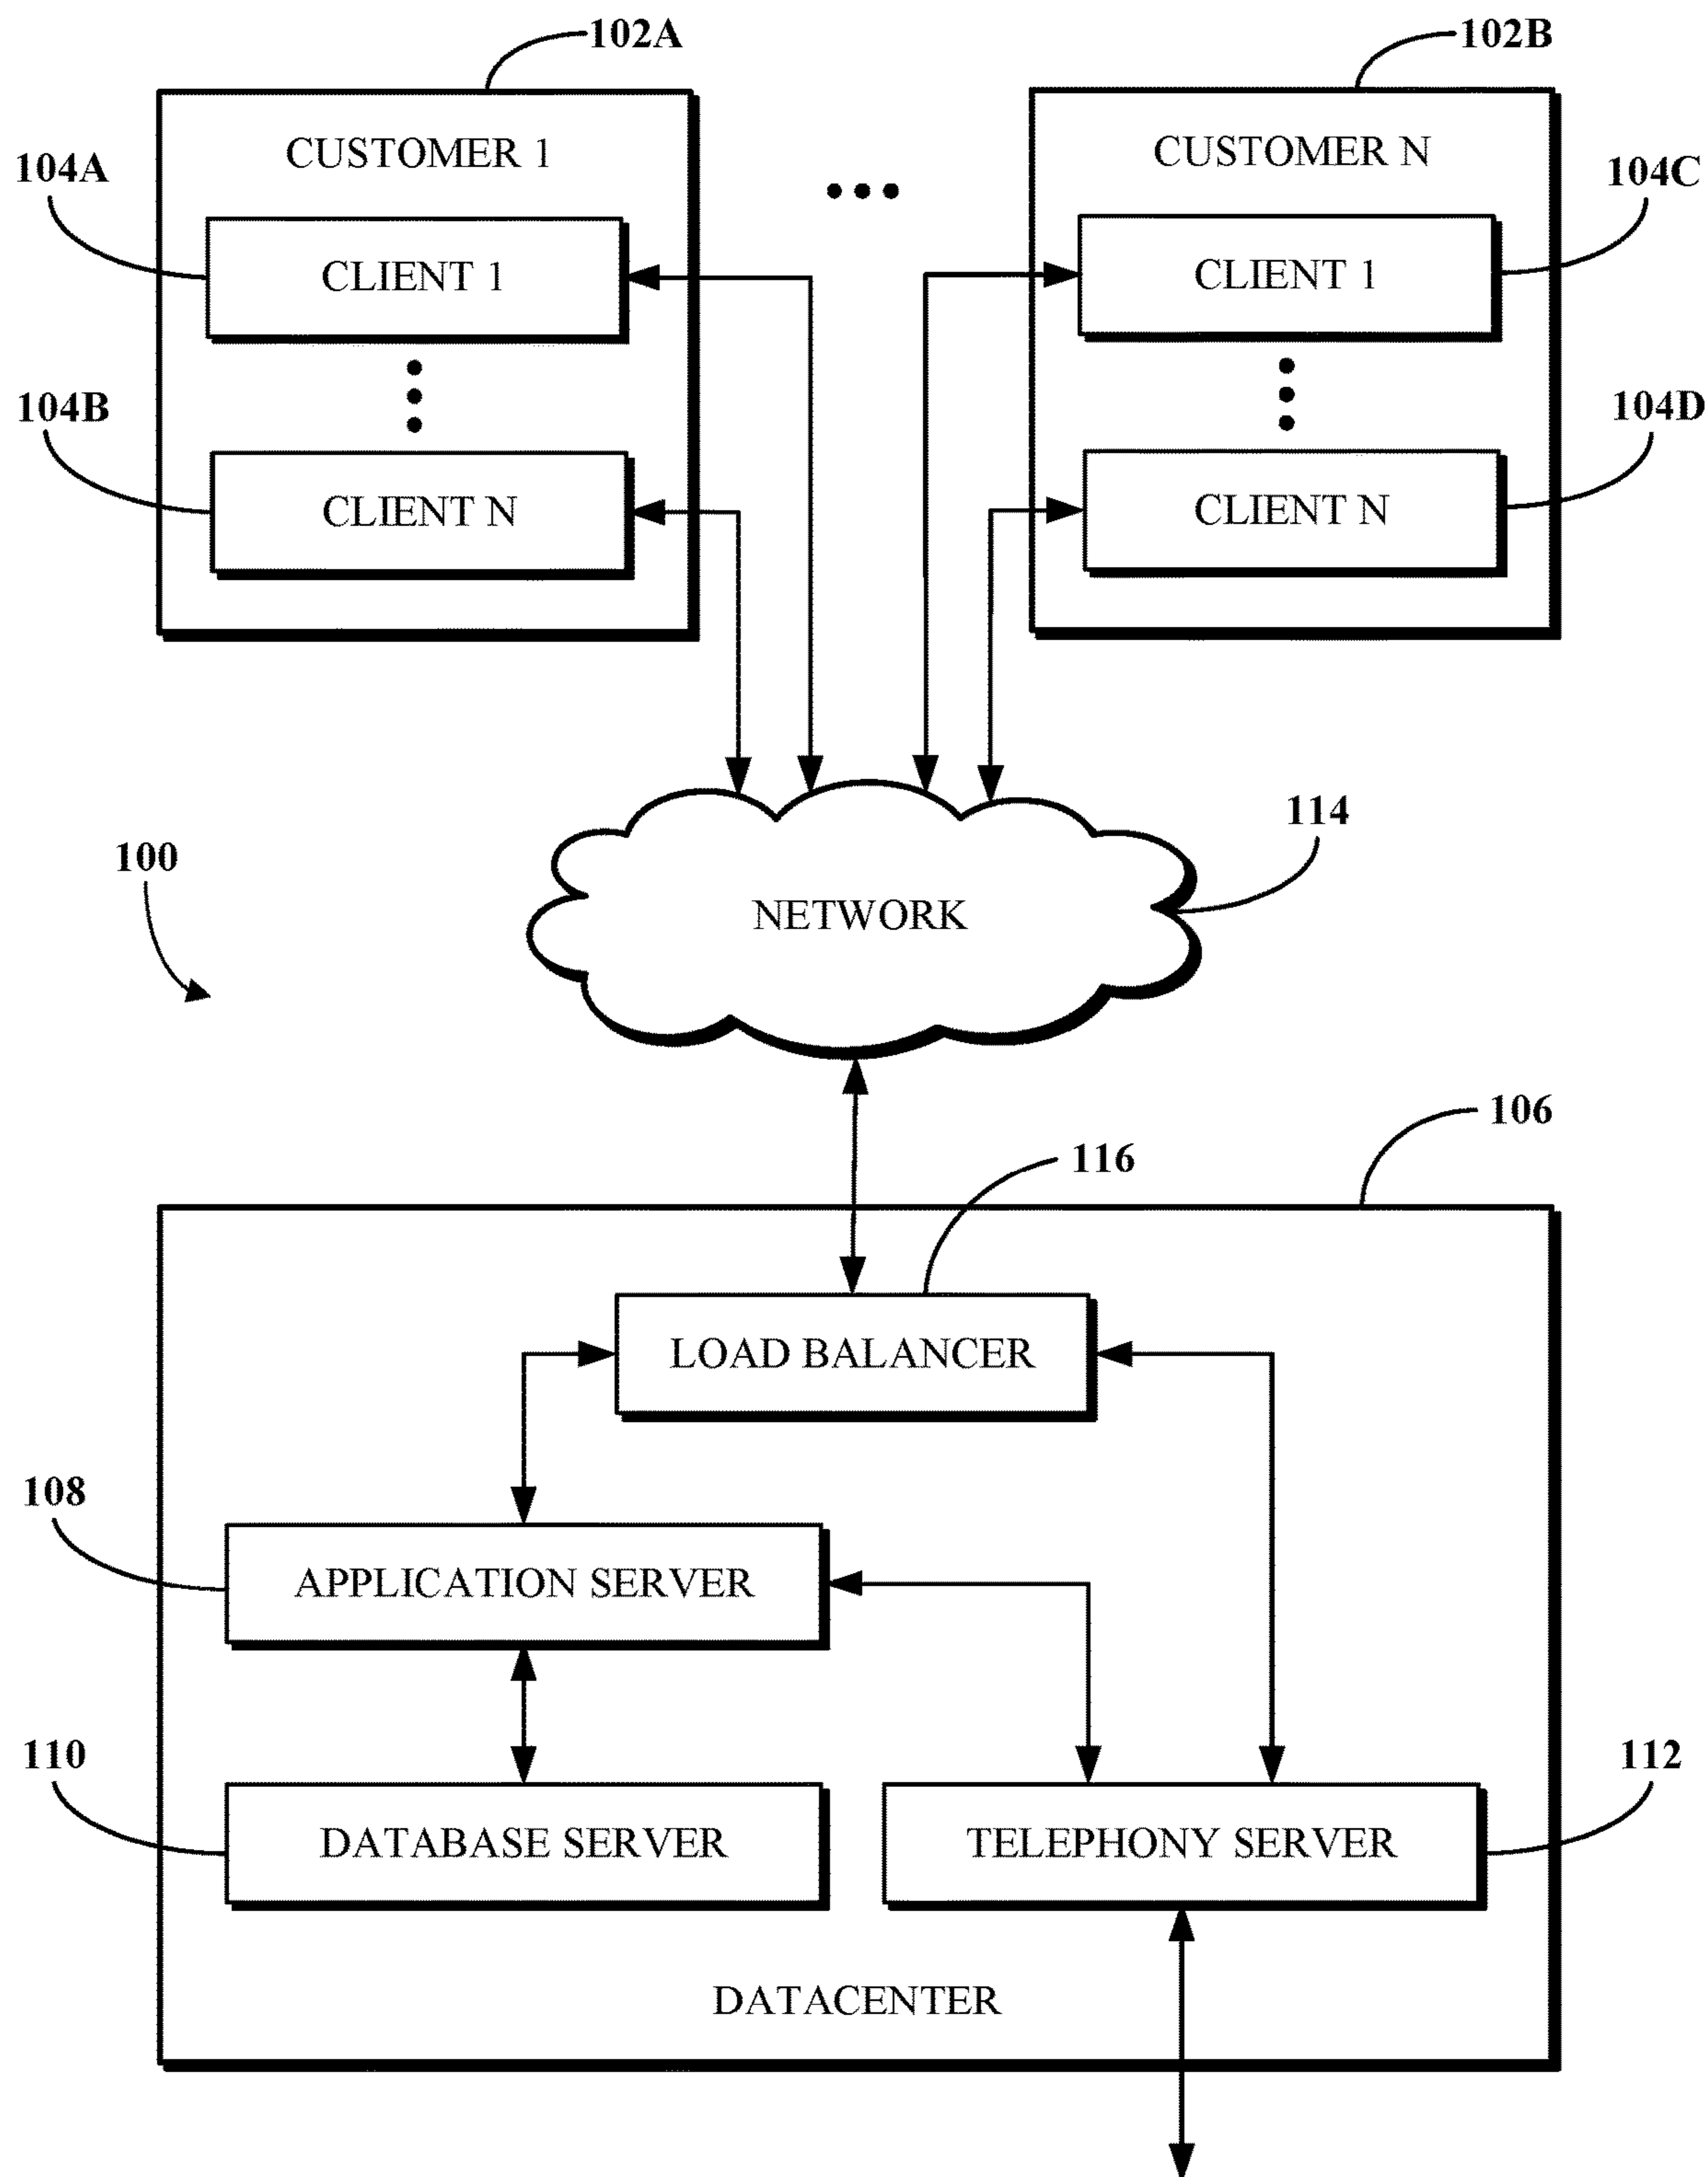 102A
102B
CUSTOMER 1
CUSTOMER N
104A
104C
CLIENT 1
CLIENT 1
104B
104D
CLIENT N
CLIENT N
114
100
NETWORK
106
116
LOAD BALANCER
108
APPLICATION SERVER
110
112
DATABASE SERVER
TELEPHONY SERVER
DATACENTER